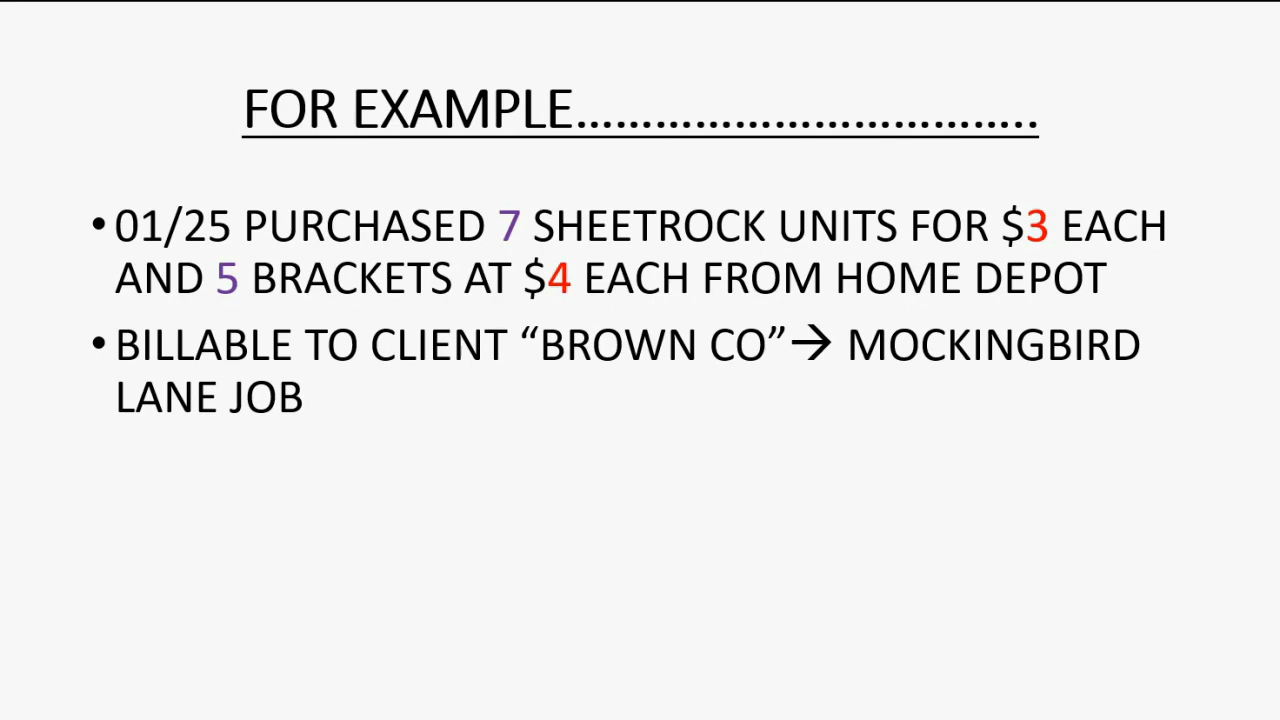 FOR EXAMPLE……………………………..
• 01/25 PURCHASED 7 SHEETROCK UNITS FOR $3 EACH
AND 5 BRACKETS AT $4 EACH FROM HOME DEPOT
• BILLABLE TO CLIENT “BROWN CO”→ MOCKINGBIRD
LANE JOB